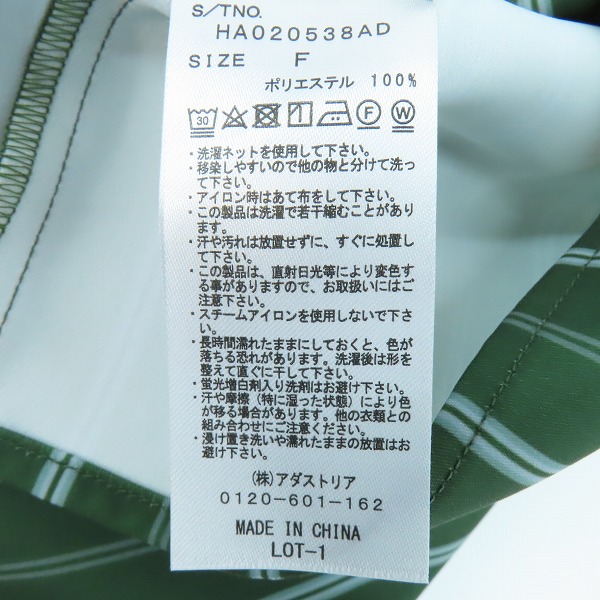 S/TNO.
HA020538AD
SIZE F
ポリエステル 100%
30 F W
・洗濯ネットを使用して下さい。
・移染しやすいので他の物と分けて洗っ
て下さい。
・アイロン時はあて布をして下さい。
・この製品は洗濯で若干縮むことがあり
ます。
・汗や汚れは放置せずに、すぐに処置し
て下さい。
・この製品は、直射日光等により変色す
る事がありますので、お取扱いにはご
注意下さい。
・スチームアイロンを使用しないで下さ
い。
・長時間濡れたままにしておくと、色が
落ちる恐れがあります。洗濯後は形を
整えて直ぐに干して下さい。
・蛍光増白剤入り洗剤はお避け下さい。
・汗や摩擦（特に湿った状態）により色
が移る場合があります。他の衣類との
組み合わせにご注意ください。
・浸け置き洗いや濡れたままの放置はお
避け下さい。
(株)アダストリア
0120-601-162
MADE IN CHINA
LOT-1